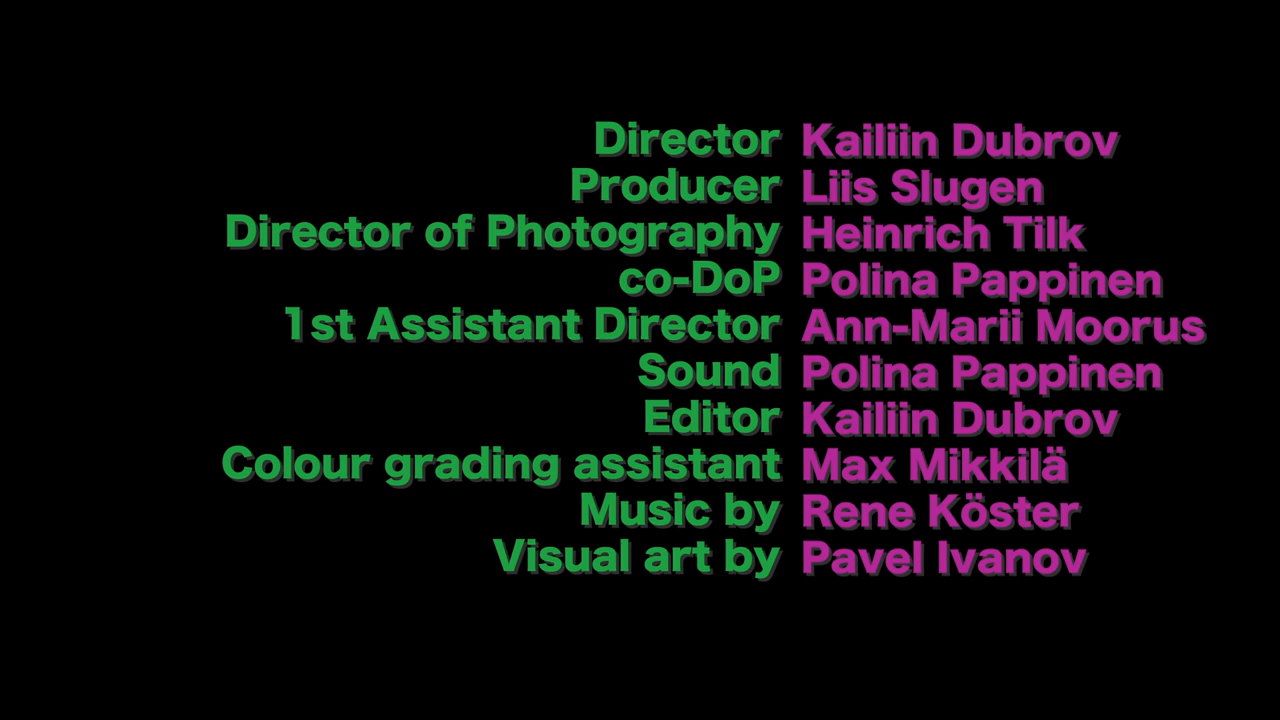 Director Kailiin Dubrov
Producer Liis Slugen
Director of Photography Heinrich Tilk
co-DoP Polina Pappinen
1st Assistant Director Ann-Marii Moorus
Sound Polina Pappinen
Editor Kailiin Dubrov
Colour grading assistant Max Mikkilä
Music by Rene Köster
Visual art by Pavel Ivanov